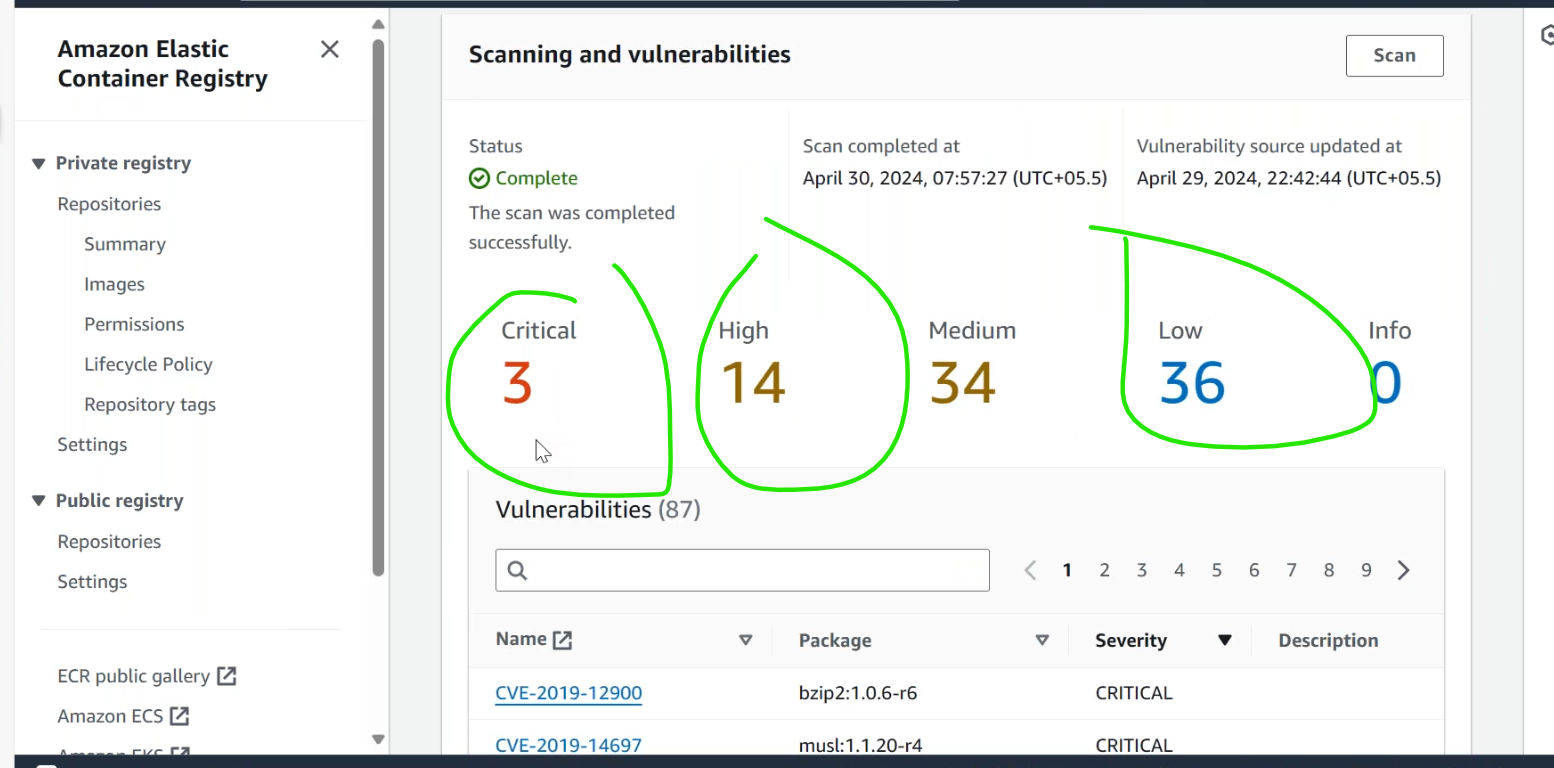 Amazon Elastic
Container Registry
Private registry
Repositories
Summary
Images
Permissions
Lifecycle Policy
Repository tags
Settings
Public registry
Repositories
Settings
ECR public gallery
Amazon ECS
Amazon EKS
Scanning and vulnerabilities
Scan
Status
Complete
The scan was completed
successfully.
Scan completed at
April 30, 2024, 07:57:27 (UTC+05.5)
Vulnerability source updated at
April 29, 2024, 22:42:44 (UTC+05.5)
Critical High Medium Low Info
3 14 34 36 0
Vulnerabilities (87)
1 2 3 4 5 6 7 8 9
Name Package Severity Description
CVE-2019-12900 bzip2:1.0.6-r6 CRITICAL
CVE-2019-14697 musl:1.1.20-r4 CRITICAL